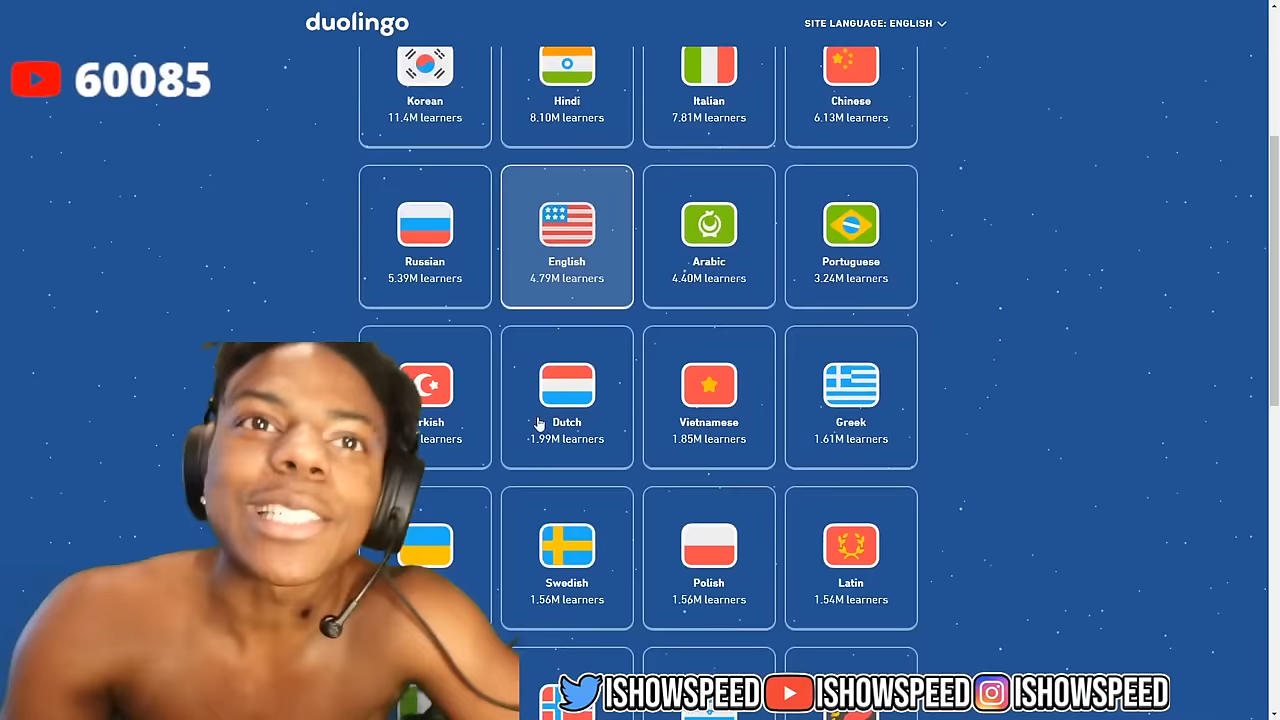 duolingo
SITE LANGUAGE: ENGLISH
60085
Korean
11.4M learners
Hindi
8.10M learners
Italian
7.81M learners
Chinese
6.13M learners
Russian
5.39M learners
English
4.79M learners
Arabic
4.40M learners
Portuguese
3.24M learners
rkish
learners
Dutch
1.99M learners
Vietnamese
1.85M learners
Greek
1.61M learners
Swedish
1.56M learners
Polish
1.56M learners
Latin
1.54M learners
ISHOWSPEED
ISHOWSPEED
ISHOWSPEED